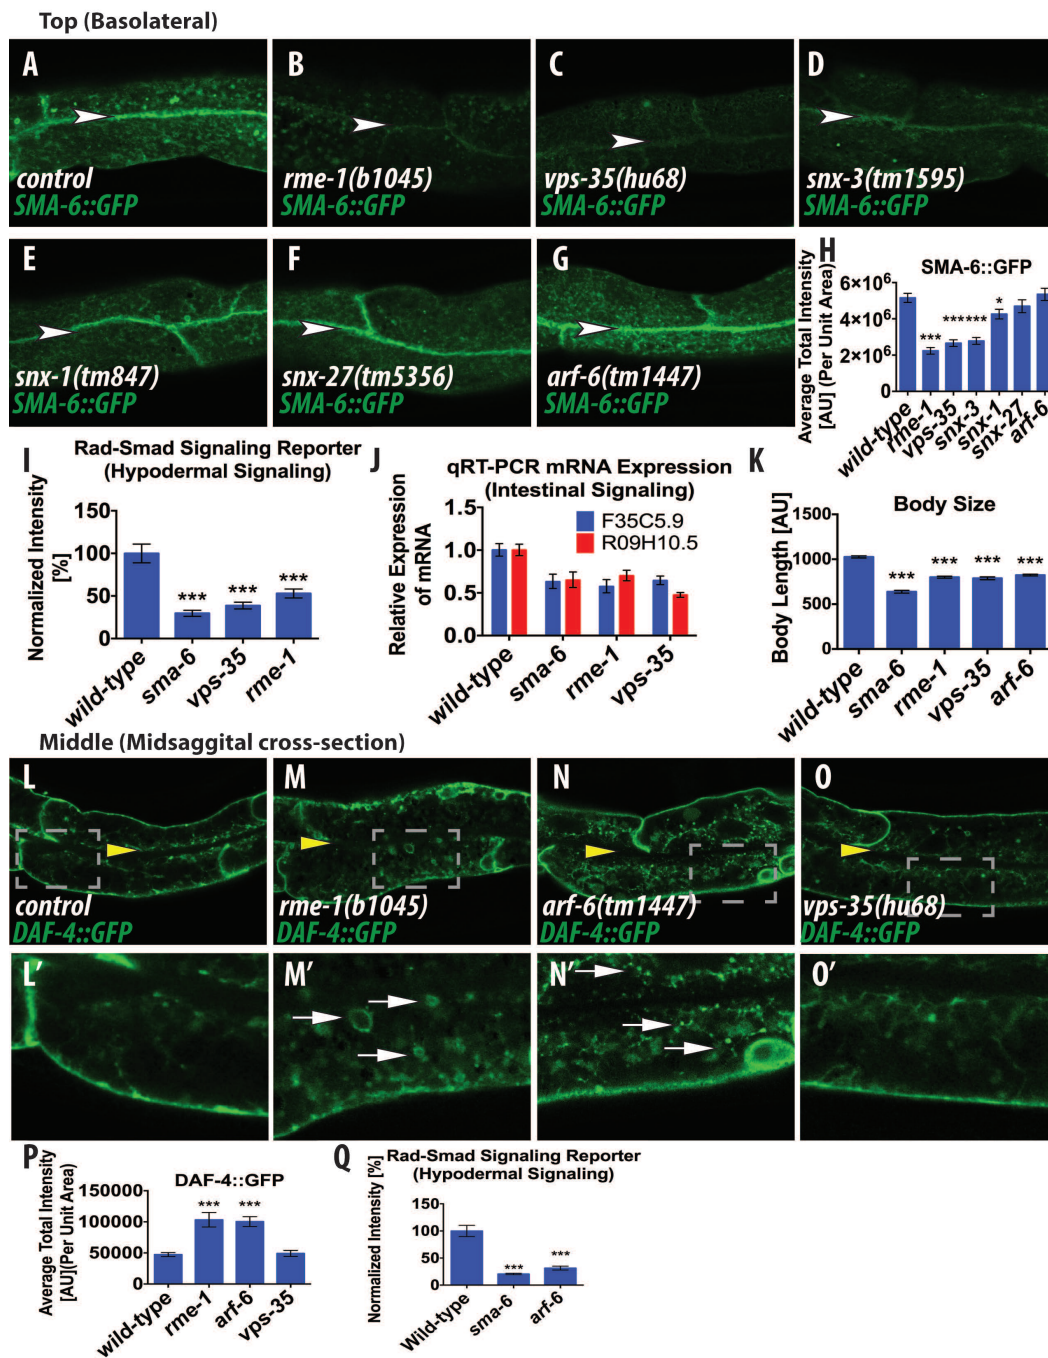 Top (Basolateral)
A
control
SMA-6::GFP
B
rme-1(b1045)
SMA-6::GFP
C
vps-35(hu68)
SMA-6::GFP
D
snx-3(tm1595)
SMA-6::GFP
E
snx-1(tm847)
SMA-6::GFP
F
snx-27(tm5356)
SMA-6::GFP
G
arf-6(tm1447)
SMA-6::GFP
H
SMA-6::GFP
Average Total Intensity
[AU] (Per Unit Area)
6×10⁶
4×10⁶
2×10⁶
0
***
***
***
*
wild-type
rme-1
vps-35
snx-3
snx-1
snx-27
arf-6
I
Rad-Smad Signaling Reporter
(Hypodermal Signaling)
Normalized Intensity
[%]
150
100
50
0
***
***
***
wild-type
sma-6
vps-35
rme-1
J
qRT-PCR mRNA Expression
(Intestinal Signaling)
Relative Expression
of mRNA
1.5
1.0
0.5
0.0
F35C5.9
R09H10.5
wild-type
sma-6
rme-1
vps-35
K
Body Size
Body Length [AU]
1500
1000
500
0
***
***
***
***
wild-type
sma-6
rme-1
vps-35
arf-6
Middle (Midsaggital cross-section)
L
control
DAF-4::GFP
M
rme-1(b1045)
DAF-4::GFP
N
arf-6(tm1447)
DAF-4::GFP
O
vps-35(hu68)
DAF-4::GFP
L'
M'
N'
O'
P
DAF-4::GFP
Average Total Intensity
[AU](Per Unit Area)
150000
100000
50000
0
***
***
wild-type
rme-1
arf-6
vps-35
Q
Rad-Smad Signaling Reporter
(Hypodermal Signaling)
Normalized Intensity [%]
150
100
50
0
***
***
Wild-type
sma-6
arf-6